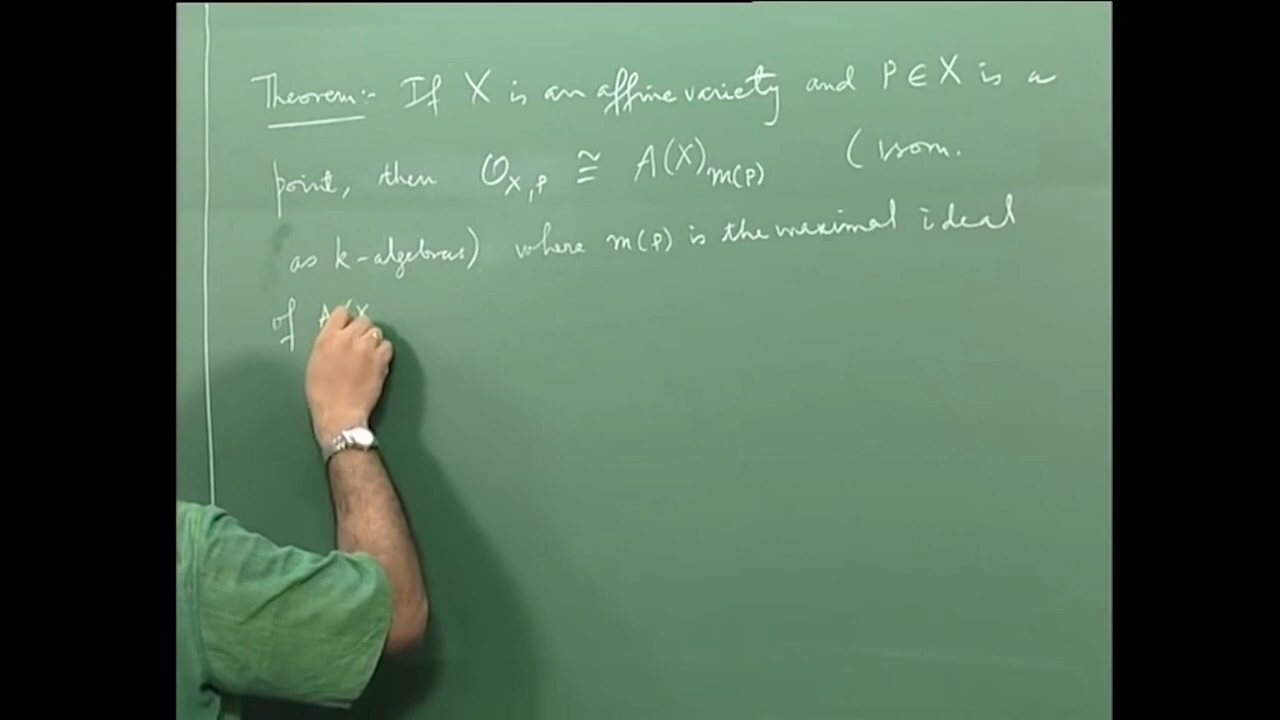 Theorem:- If X is an affine variety and P ∈ X is a
point, then O_{X,P} ≅ A(X)_{m(P)} (isom.
as k-algebras) where m(P) is the maximal ideal
of A(X